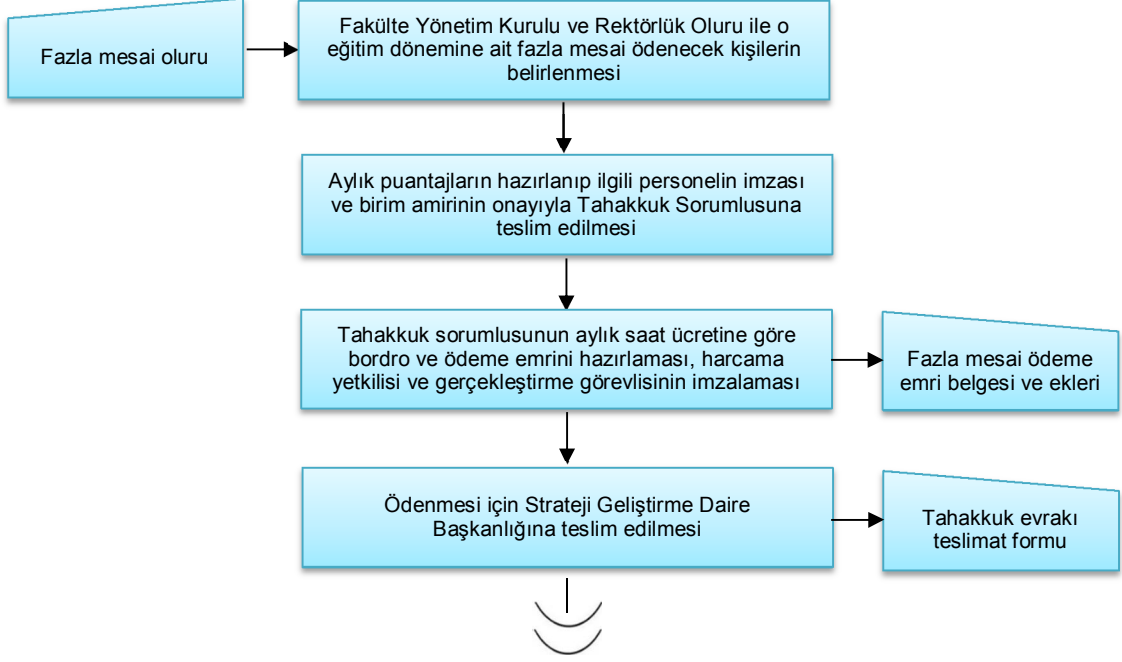 Fazla mesai oluru
Fakülte Yönetim Kurulu ve Rektörlük Oluru ile o
eğitim dönemine ait fazla mesai ödenecek kişilerin
belirlenmesi
Aylık puantajların hazırlanıp ilgili personelin imzası
ve birim amirinin onayıyla Tahakkuk Sorumlusuna
teslim edilmesi
Tahakkuk sorumlusunun aylık saat ücretine göre
bordro ve ödeme emrini hazırlaması, harcama
yetkilisi ve gerçekleştirme görevlisinin imzalaması
Fazla mesai ödeme
emri belgesi ve ekleri
Ödenmesi için Strateji Geliştirme Daire
Başkanlığına teslim edilmesi
Tahakkuk evrakı
teslimat formu